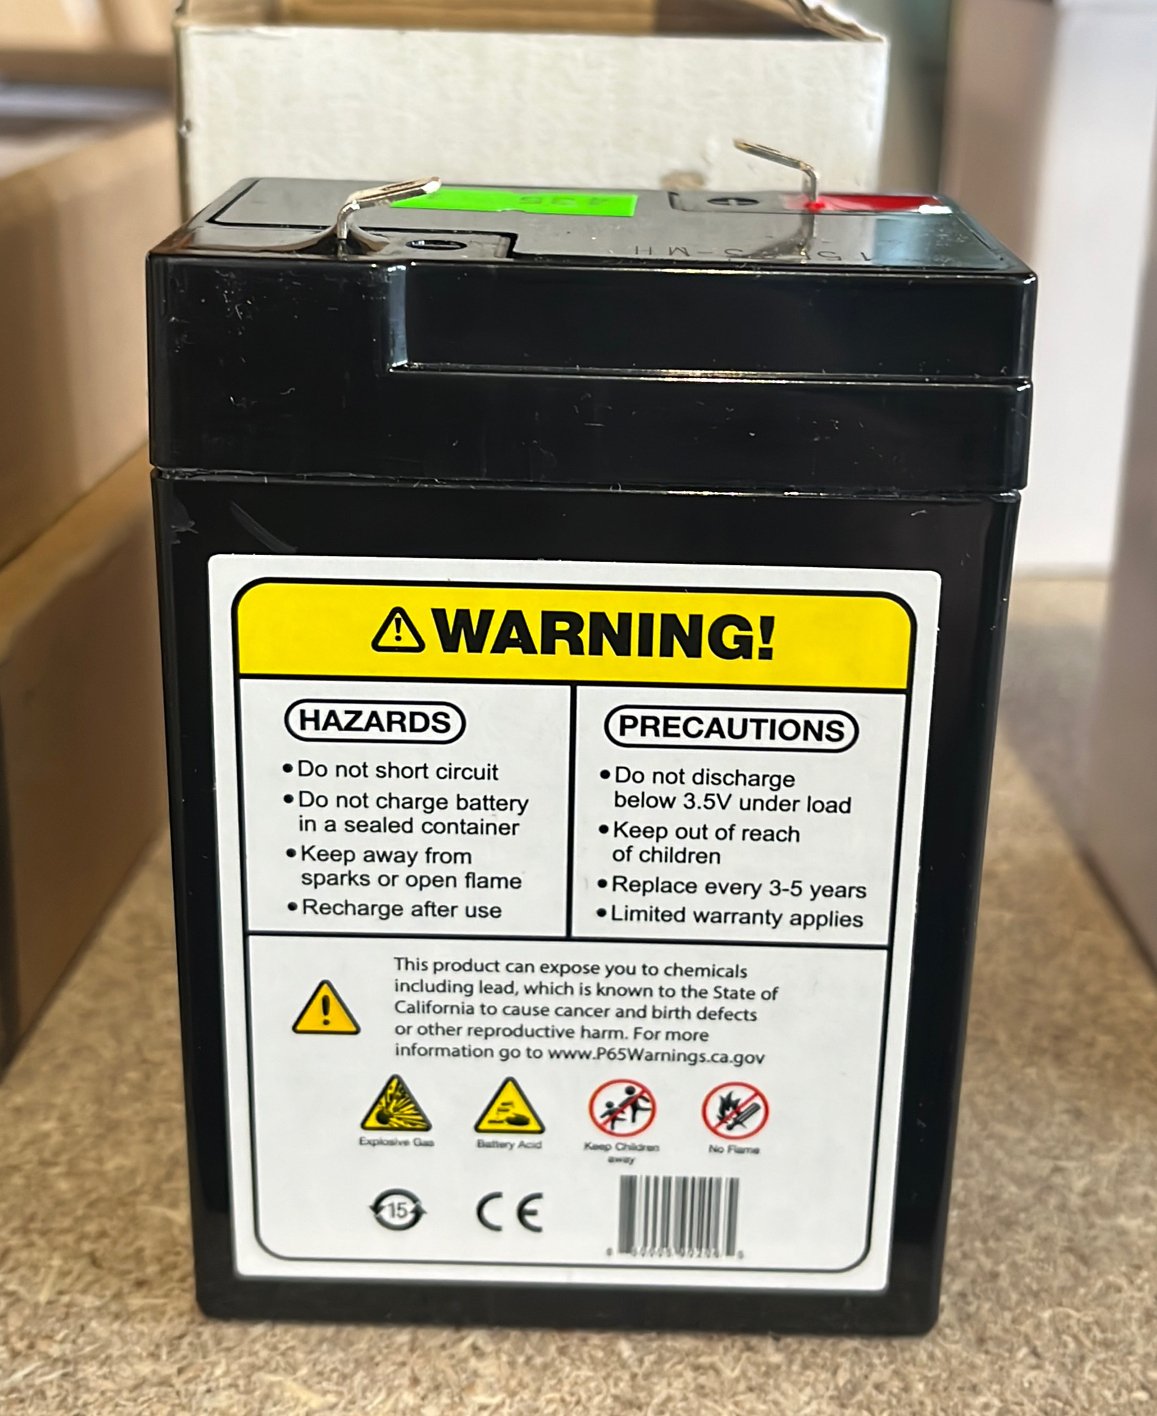 WARNING!
HAZARDS
• Do not short circuit
• Do not charge battery
in a sealed container
• Keep away from
sparks or open flame
• Recharge after use
PRECAUTIONS
• Do not discharge
below 3.5V under load
• Keep out of reach
of children
• Replace every 3-5 years
• Limited warranty applies
This product can expose you to chemicals
including lead, which is known to the State of
California to cause cancer and birth defects
or other reproductive harm. For more
information go to www.P65Warnings.ca.gov
Explosive Gas
Battery Acid
Keep Children
away
No Flame
15
CE